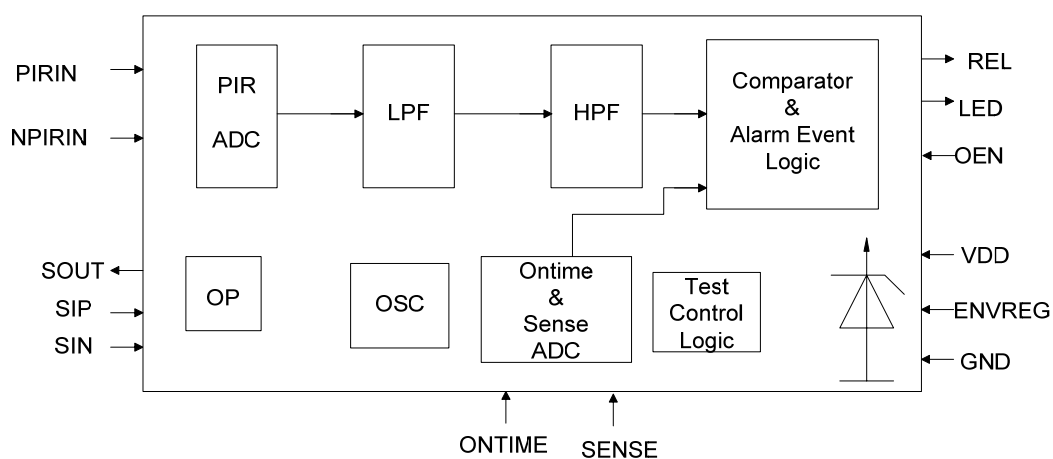 PIRIN
NPIRIN
SOUT
SIP
SIN
PIR
ADC
LPF
HPF
Comparator
&
Alarm Event
Logic
OP
OSC
Ontime
&
Sense
ADC
Test
Control
Logic
REL
LED
OEN
VDD
ENVREG
GND
ONTIME
SENSE